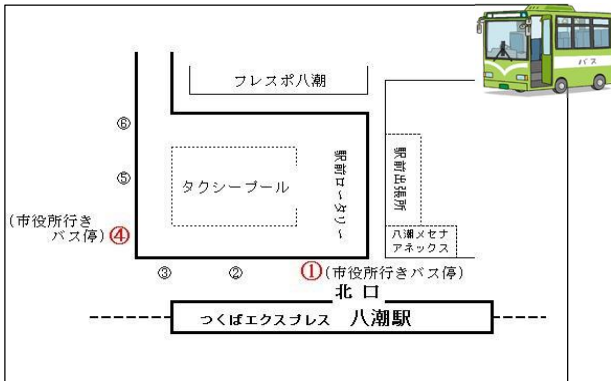 バス
フレスポ八潮
⑥
⑤
タクシープール
駅前ロ～タリ～
駅前出張所
(市役所行き
バス停)④
八潮メセナ
アネックス
③
②
①(市役所行きバス停)
北口
つくばエクスプレス 八潮駅